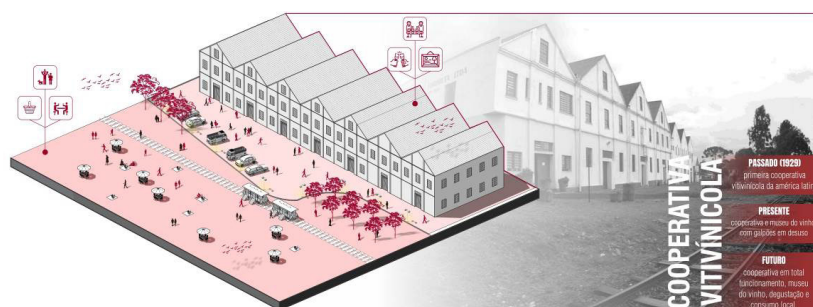 COOPERATIVA
VITIVÍNICOLA
PASSADO (1929)
primeira cooperativa
vitivinícola da américa latina
PRESENTE
cooperativa e museu do vinho
com galpões em desuso
FUTURO
cooperativa em total
funcionamento, museu
do vinho, degustação e
consumo local